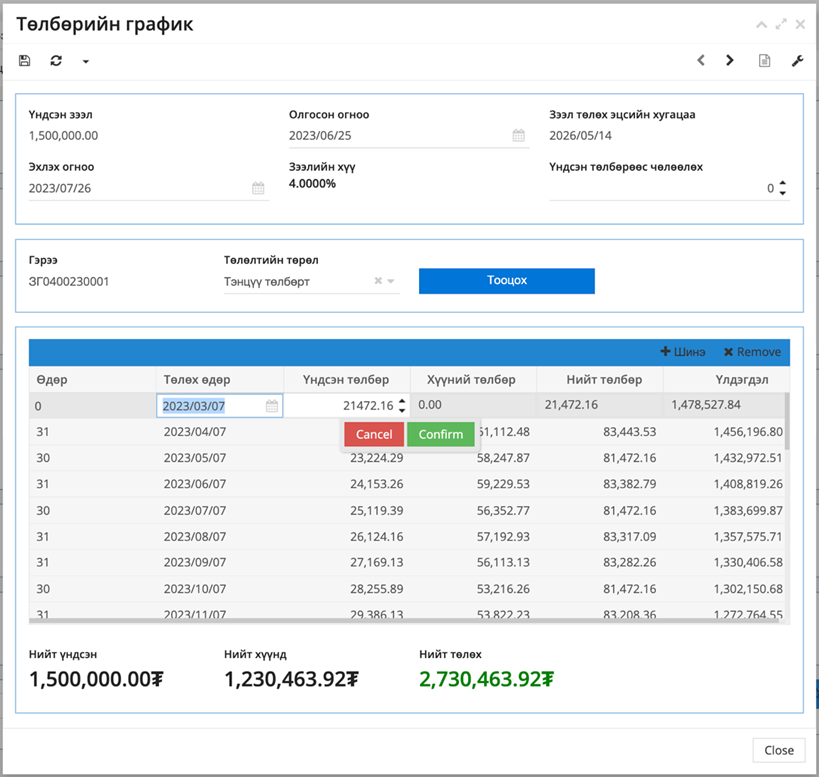 Төлбөрийн график
Үндсэн зээл Олгосон огноо Зээл төлөх эцсийн хугацаа
1,500,000.00 2023/06/25 2026/05/14
Эхлэх огноо Зээлийн хүү Үндсэн төлбөрөөс чөлөөлөх
2023/07/26 4.0000% 0
Гэрээ Төлөлтийн төрөл
ЗГ0400230001 Тэнцүү төлбөрт Тооцох
Шинэ Remove
Өдөр Төлөх өдөр Үндсэн төлбөр Хүүний төлбөр Нийт төлбөр Үлдэгдэл
0 2023/03/07 21472.16 0.00 21,472.16 1,478,527.84
31 2023/04/07 51,112.48 83,443.53 1,456,196.80
Cancel Confirm
30 2023/05/07 23,224.29 58,247.87 81,472.16 1,432,972.51
31 2023/06/07 24,153.26 59,229.53 83,382.79 1,408,819.26
30 2023/07/07 25,119.39 56,352.77 81,472.16 1,383,699.87
31 2023/08/07 26,124.16 57,192.93 83,317.09 1,357,575.71
31 2023/09/07 27,169.13 56,113.13 83,282.26 1,330,406.58
30 2023/10/07 28,255.89 53,216.26 81,472.16 1,302,150.68
31 2023/11/07 29,386.13 53,822.23 83,208.36 1,272,764.55
Нийт үндсэн Нийт хүүнд Нийт төлөх
1,500,000.00₮ 1,230,463.92₮ 2,730,463.92₮
Close